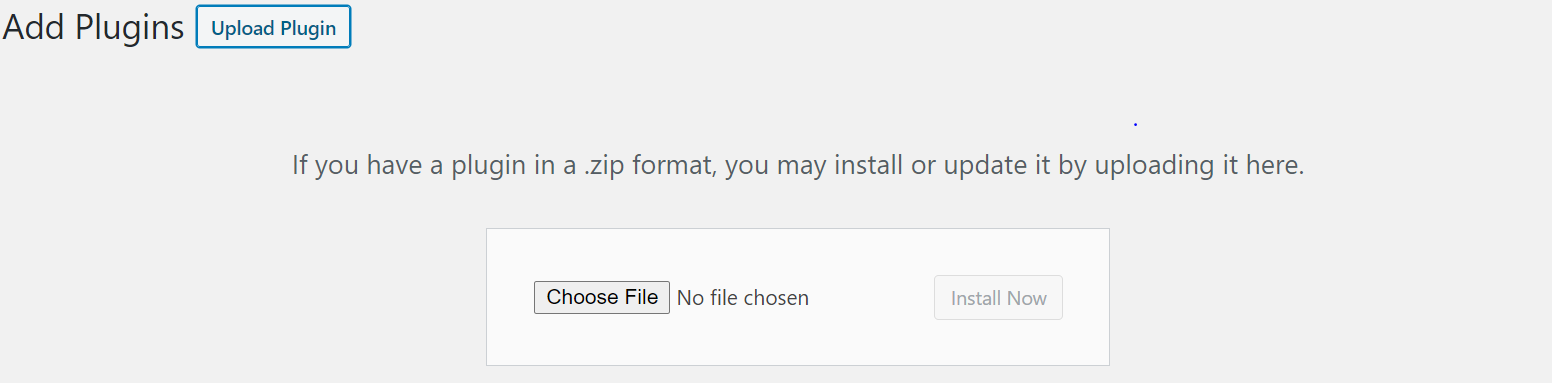 Add Plugins Upload Plugin
If you have a plugin in a .zip format, you may install or update it by uploading it here.
Choose File No file chosen Install Now